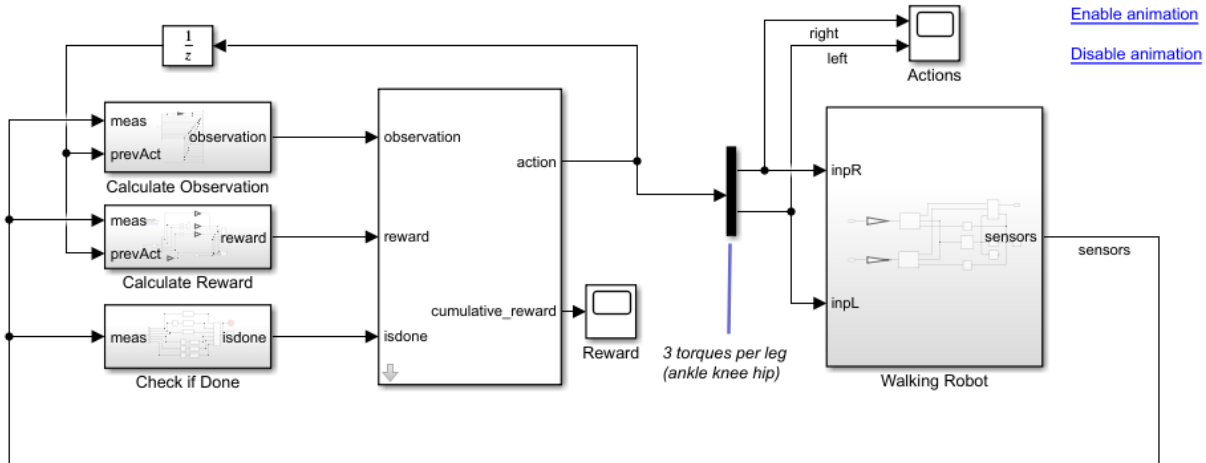 Enable animation
Disable animation
1
z
right
left
Actions
meas
prevAct
observation
Calculate Observation
meas
prevAct
reward
Calculate Reward
meas
isdone
Check if Done
observation
reward
isdone
action
cumulative_reward
Reward
3 torques per leg
(ankle knee hip)
inpR
inpL
sensors
Walking Robot
sensors